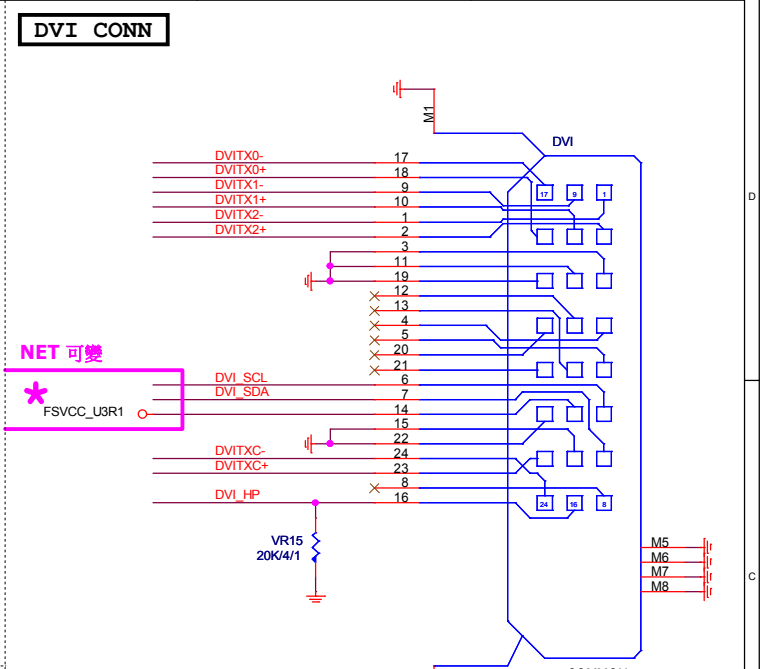 DVI CONN
M1
DVI
DVITX0- 17
DVITX0+ 18
DVITX1- 9
DVITX1+ 10
DVITX2- 1
DVITX2+ 2
3
11
19
12
13
4
5
20
21
DVI_SCL 6
DVI_SDA 7
FSVCC_U3R1 14
15
22
DVITXC- 24
DVITXC+ 23
8
DVI_HP 16
17 9 1
24 16 8
NET 可變
VR15
20K/4/1
M5
M6
M7
M8
D
C